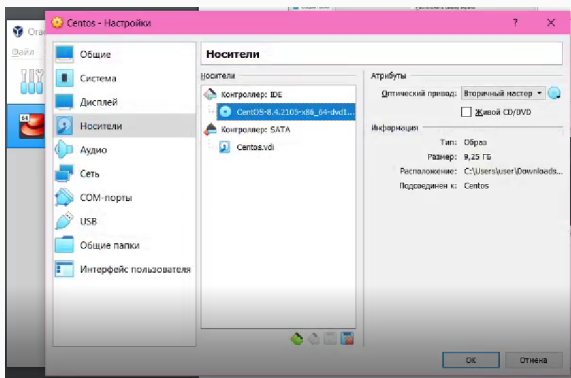 Centos - Настройки
? ×
Ora
Файл
Общие
Система
Дисплей
Носители
Аудио
Сеть
COM-порты
USB
Общие папки
Интерфейс пользователя
Носители
Носители
Контроллер: IDE
CentOS-8.4.2105-x86_64-dvd1...
Контроллер: SATA
Centos.vdi
Атрибуты
Оптический привод: Вторичный мастер
Живой CD/DVD
Информация
Тип: Образ
Размер: 9,25 ГБ
Расположение: C:\Users\user\Downloads...
Подсоединен к: Centos
OK Отмена